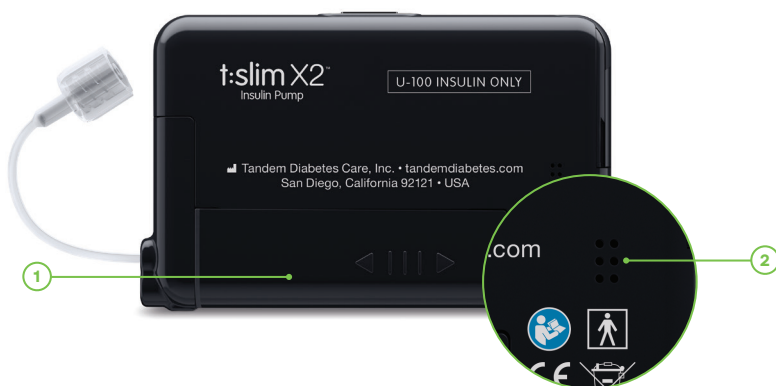 t:slim X2™
Insulin Pump
U-100 INSULIN ONLY
Tandem Diabetes Care, Inc. • tandemdiabetes.com
San Diego, California 92121 • USA
.com
1
2
CE